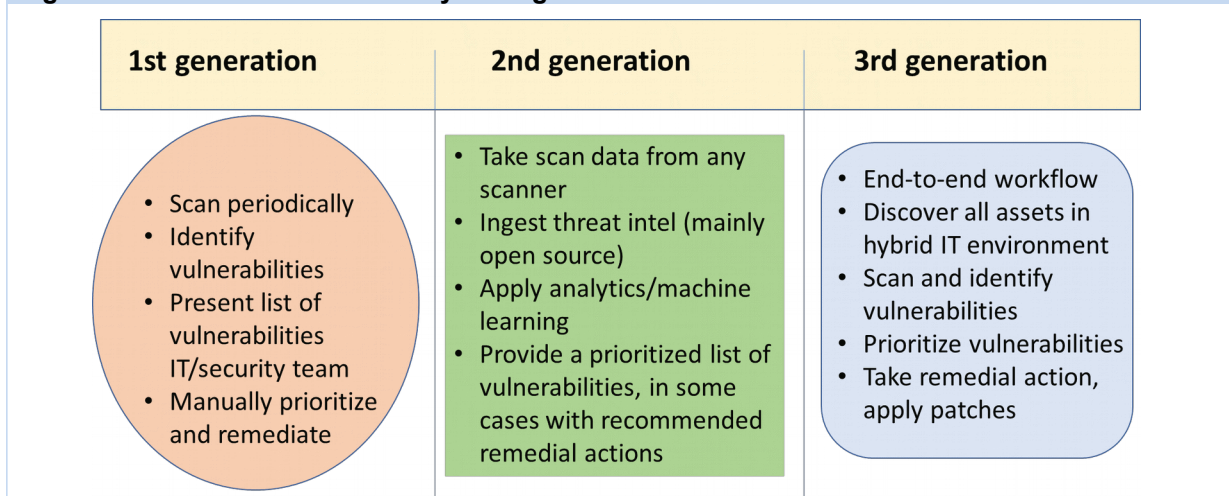 1st generation
2nd generation
3rd generation
• Scan periodically
• Identify
vulnerabilities
• Present list of
vulnerabilities
IT/security team
• Manually prioritize
and remediate
• Take scan data from any
scanner
• Ingest threat intel (mainly
open source)
• Apply analytics/machine
learning
• Provide a prioritized list of
vulnerabilities, in some
cases with recommended
remedial actions
• End-to-end workflow
• Discover all assets in
hybrid IT environment
• Scan and identify
vulnerabilities
• Prioritize vulnerabilities
• Take remedial action,
apply patches